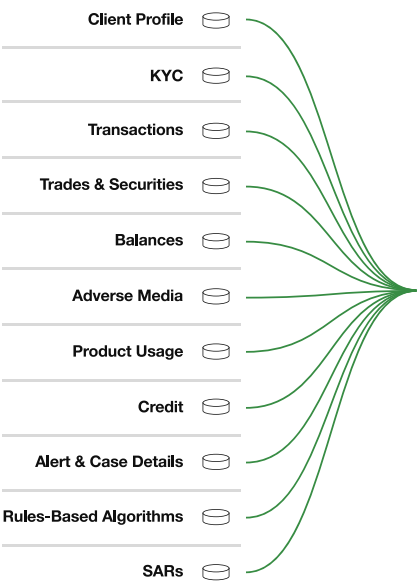 Client Profile
KYC
Transactions
Trades & Securities
Balances
Adverse Media
Product Usage
Credit
Alert & Case Details
Rules-Based Algorithms
SARs